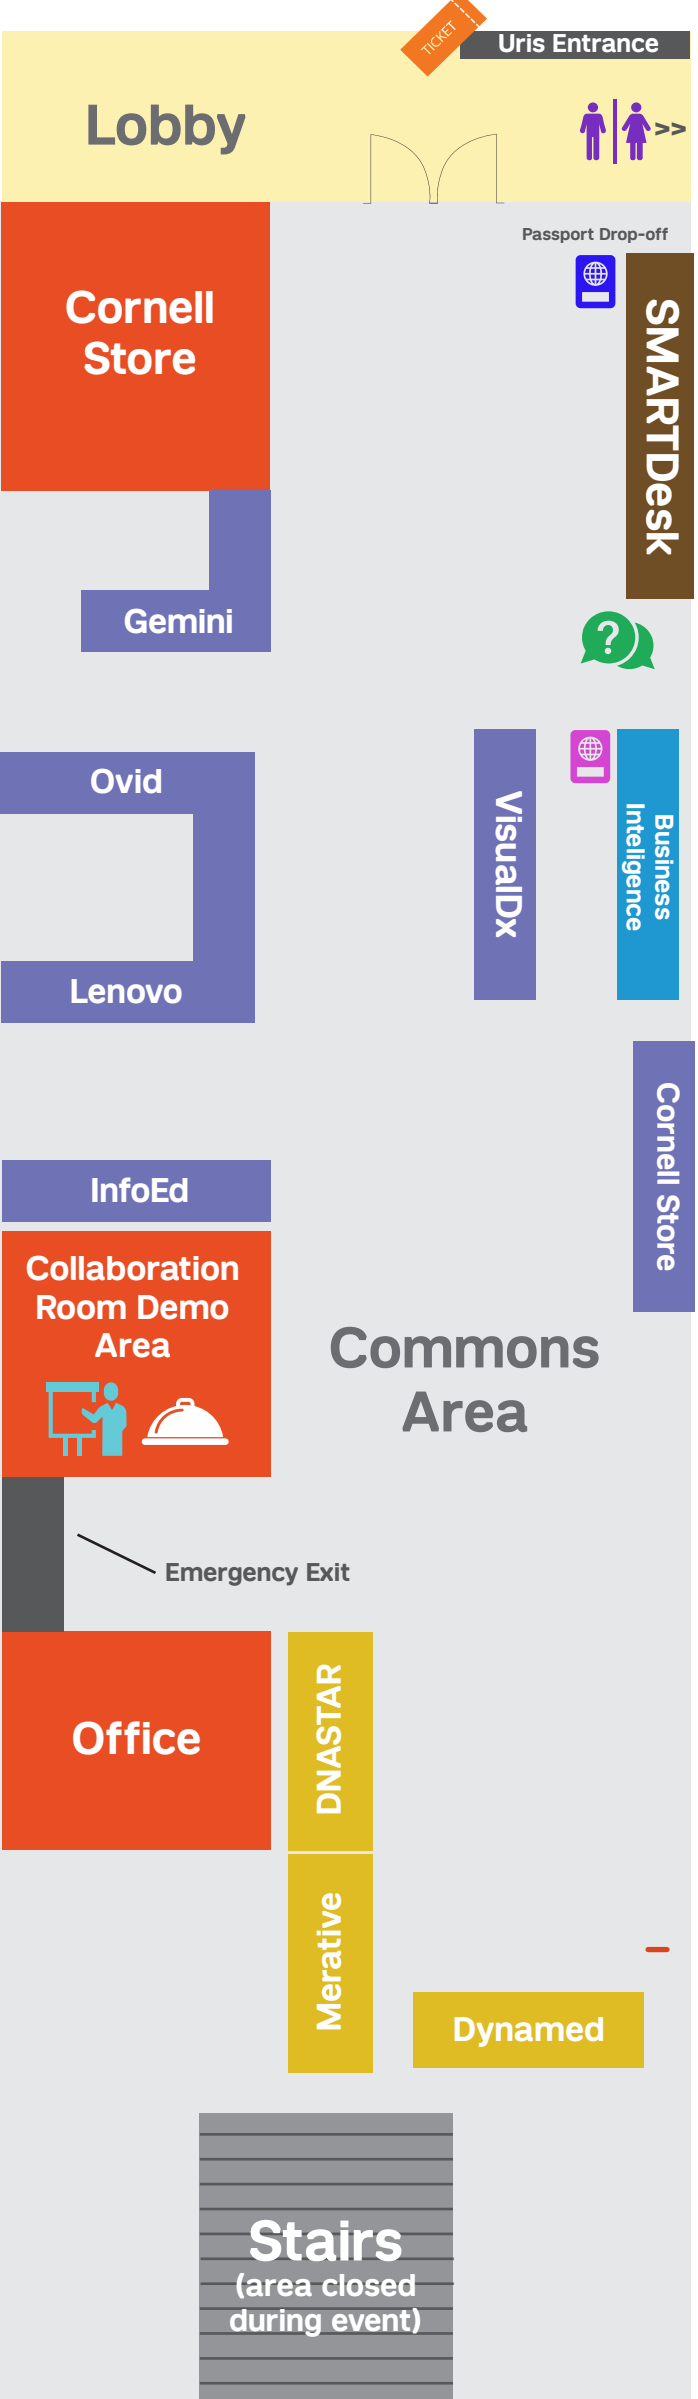 TICKET
Uris Entrance
Lobby
>>
Passport Drop-off
Cornell
Store
SMARTDesk
Gemini
?
Ovid
VisualDx
Business
Inteligence
Lenovo
Cornell Store
InfoEd
Collaboration
Room Demo
Area
Commons
Area
Emergency Exit
Office
DNASTAR
Merative
Dynamed
Stairs
(area closed
during event)